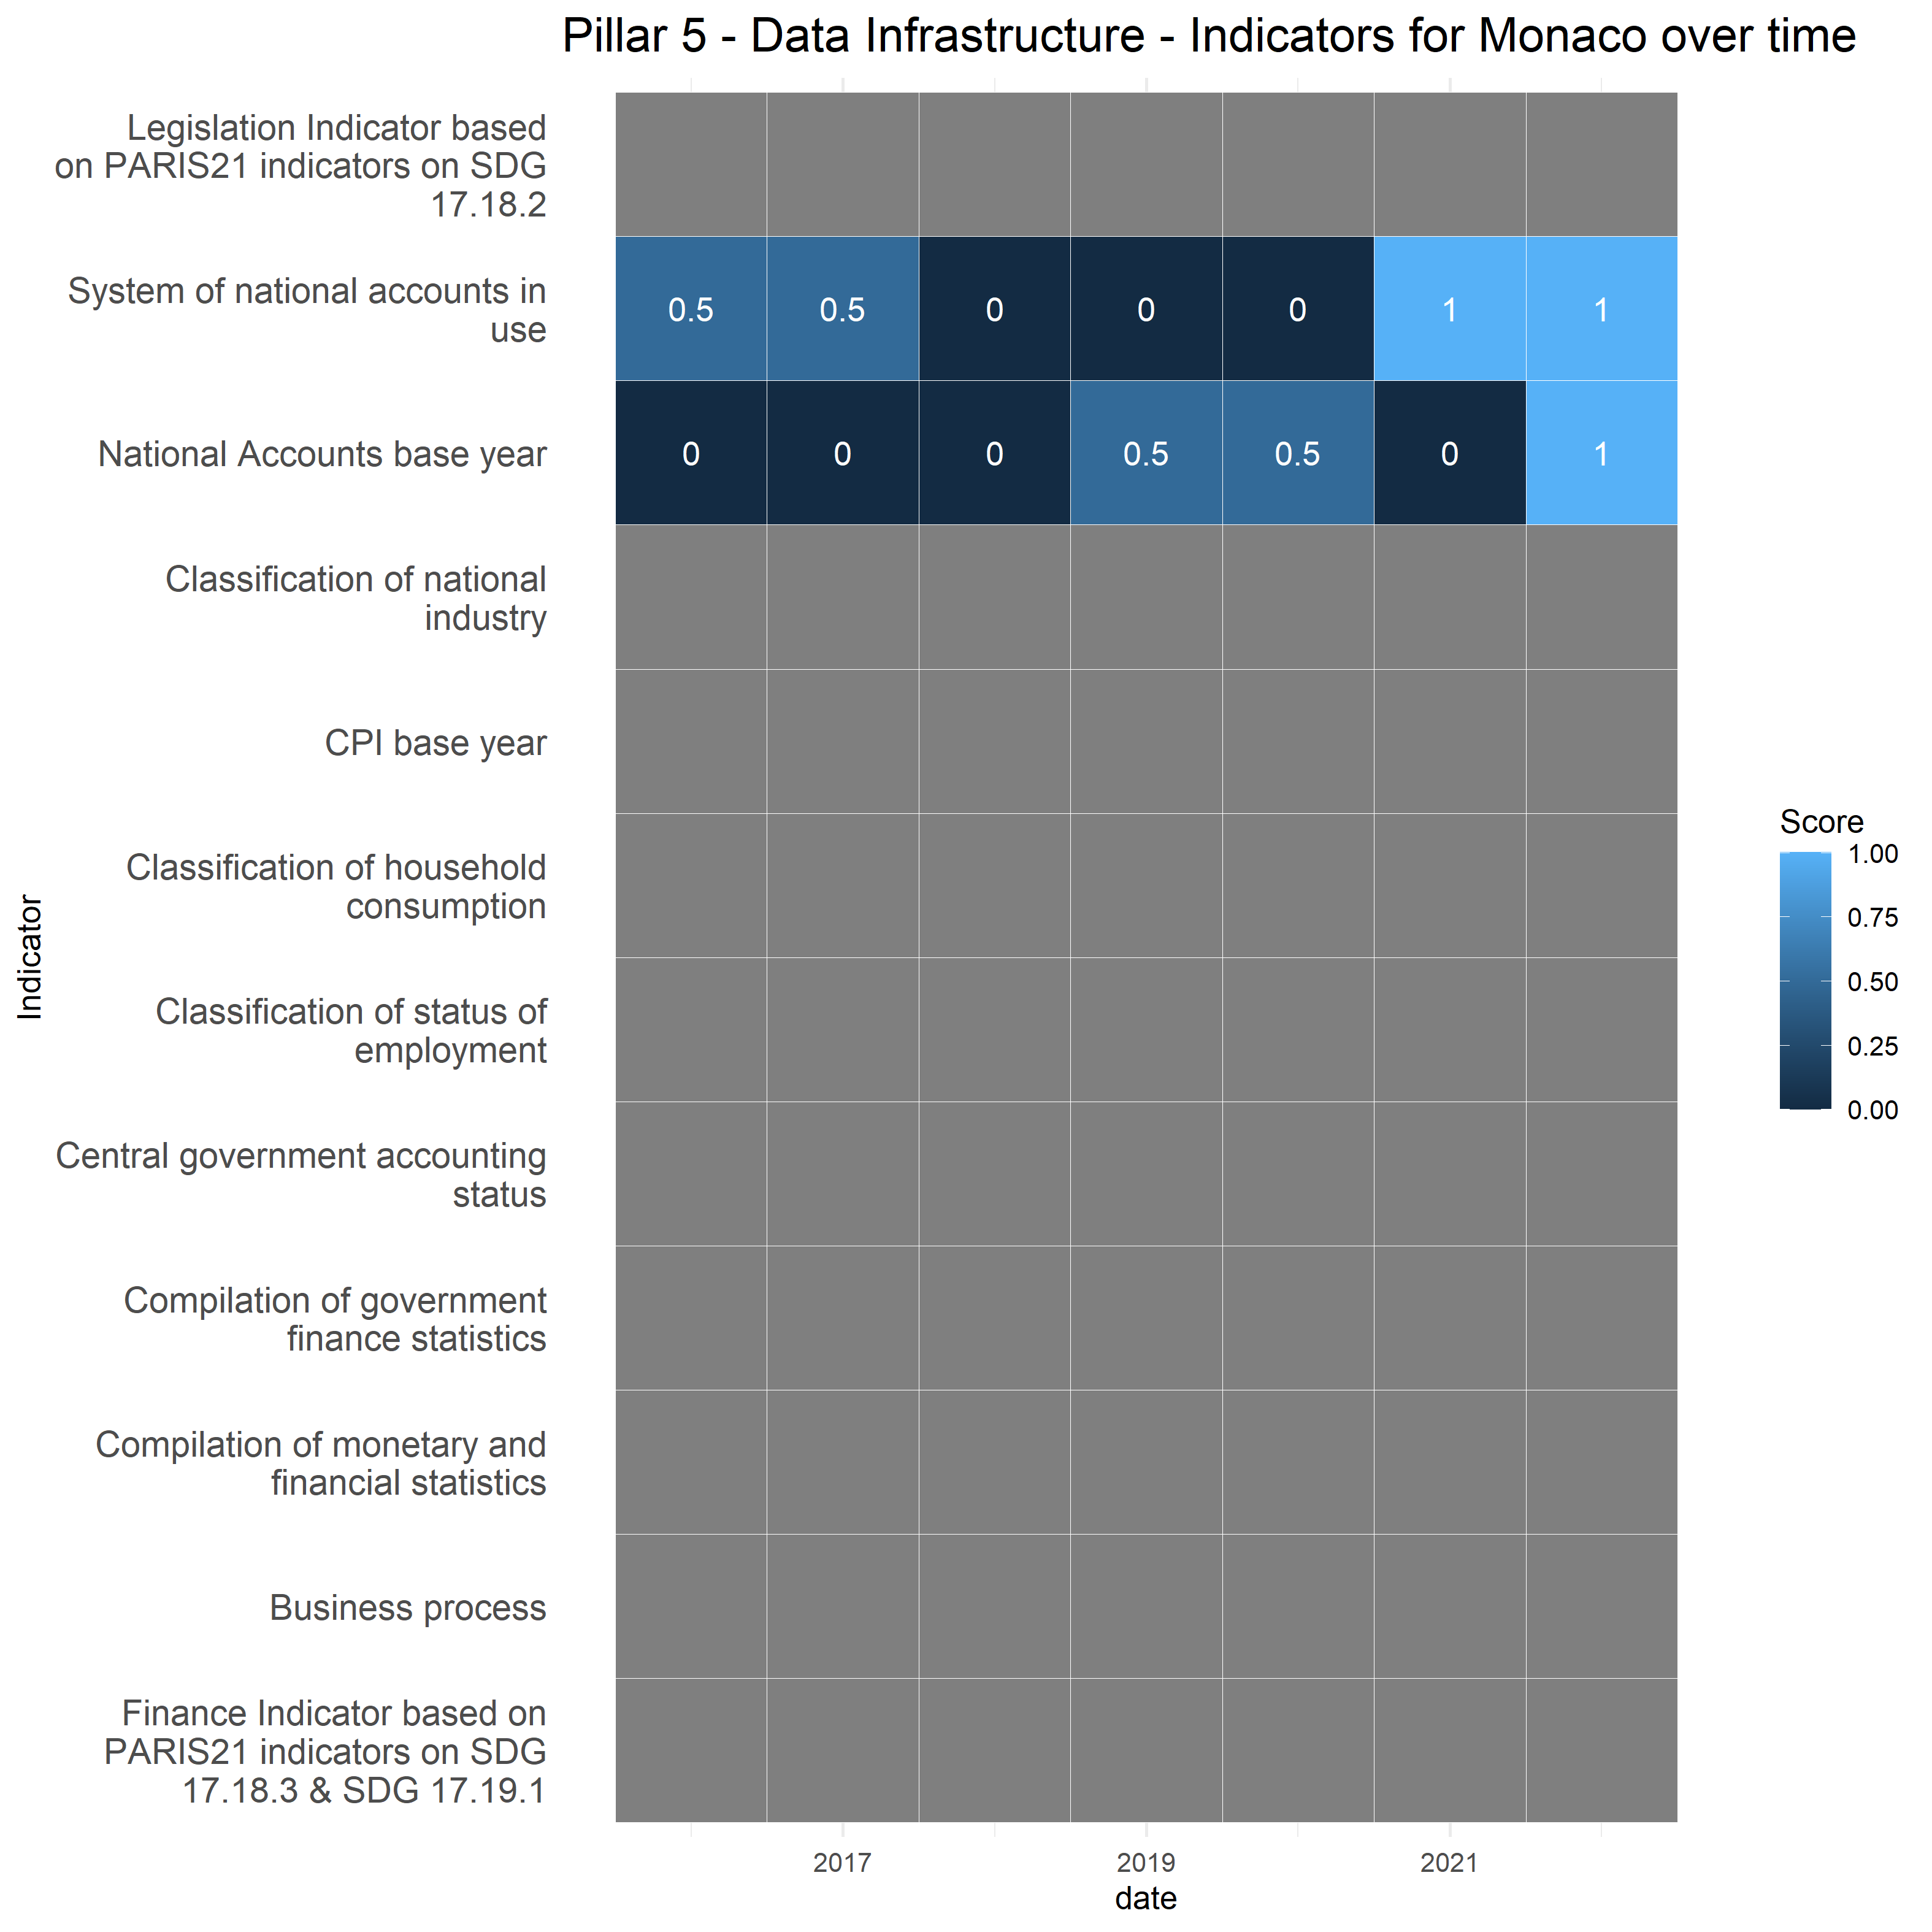 Pillar 5 - Data Infrastructure - Indicators for Monaco over time
Legislation Indicator based
on PARIS21 indicators on SDG
17.18.2
System of national accounts in
use
0.5 0.5 0 0 0 1 1
National Accounts base year
0 0 0 0.5 0.5 0 1
Classification of national
industry
CPI base year
Classification of household
consumption
Classification of status of
employment
Central government accounting
status
Compilation of government
finance statistics
Compilation of monetary and
financial statistics
Business process
Finance Indicator based on
PARIS21 indicators on SDG
17.18.3 & SDG 17.19.1
Indicator
2017 2019 2021
date
Score
1.00
0.75
0.50
0.25
0.00